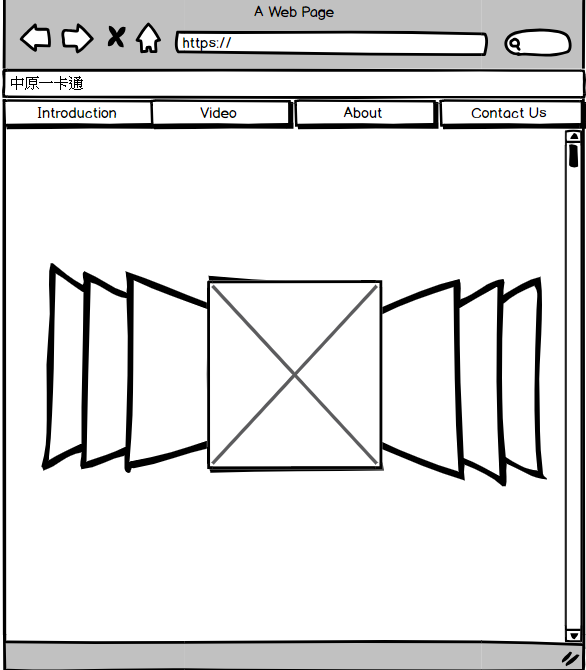 A Web Page
https://
中原一卡通
Introduction
Video
About
Contact Us